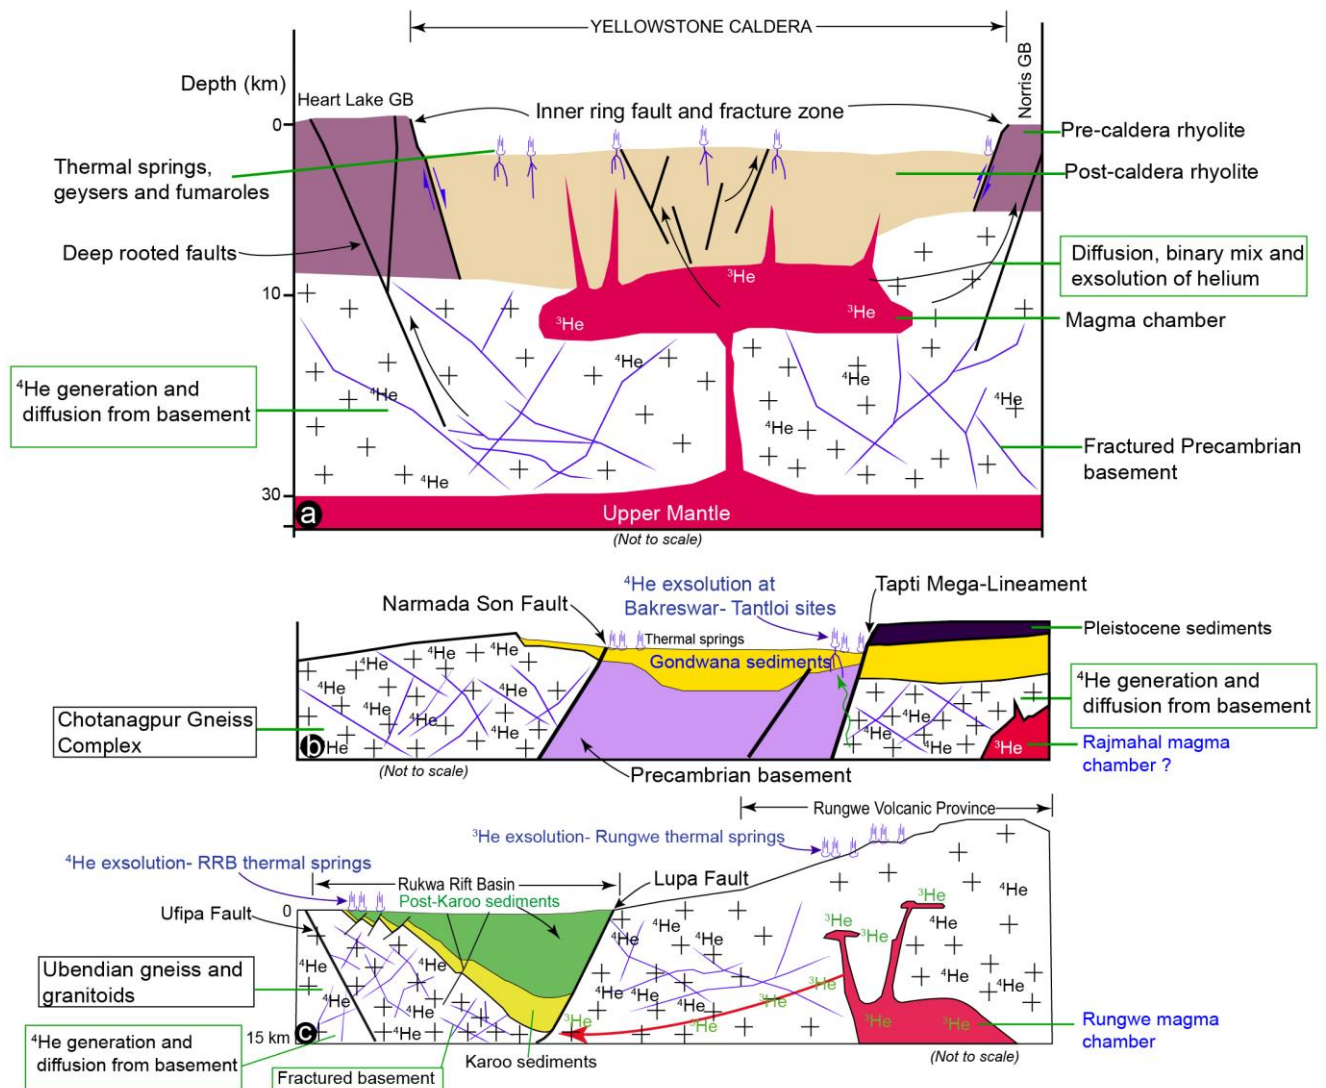 YELLOWSTONE CALDERA
Depth (km)
Heart Lake GB
Norris GB
Inner ring fault and fracture zone
0
Pre-caldera rhyolite
Thermal springs,
geysers and fumaroles
Post-caldera rhyolite
Deep rooted faults
Diffusion, binary mix and
exsolution of helium
³He
10
³He
³He
Magma chamber
⁴He
⁴He generation and
diffusion from basement
⁴He
⁴He
⁴He
⁴He
Fractured Precambrian
basement
⁴He
30
a
Upper Mantle
(Not to scale)
⁴He exsolution at
Bakreswar- Tantloi sites
Tapti Mega-Lineament
Narmada Son Fault
Thermal springs
Pleistocene sediments
Gondwana sediments
⁴He
⁴He
⁴He
⁴He
⁴He
⁴He
⁴He
⁴He
⁴He
⁴He generation and
diffusion from basement
Chotanagpur Gneiss
Complex
⁴He
⁴He
⁴He
b
He
³He
Rajmahal magma
chamber ?
(Not to scale)
Precambrian basement
Rungwe Volcanic Province
³He exsolution- Rungwe thermal springs
⁴He exsolution- RRB thermal springs
Rukwa Rift Basin
Lupa Fault
Post-Karoo sediments
Ufipa Fault
0
³He
⁴He
³He
³He
⁴He
⁴He
⁴He
⁴He
⁴He
Ubendian gneiss and
granitoids
⁴He
⁴He
⁴He
⁴He
⁴He
³He
³He
⁴He
⁴He
⁴He
⁴He
³He
³He
³He
³He
Rungwe magma
chamber
c
15 km
⁴He generation and
diffusion from basement
Fractured basement
Karoo sediments
(Not to scale)